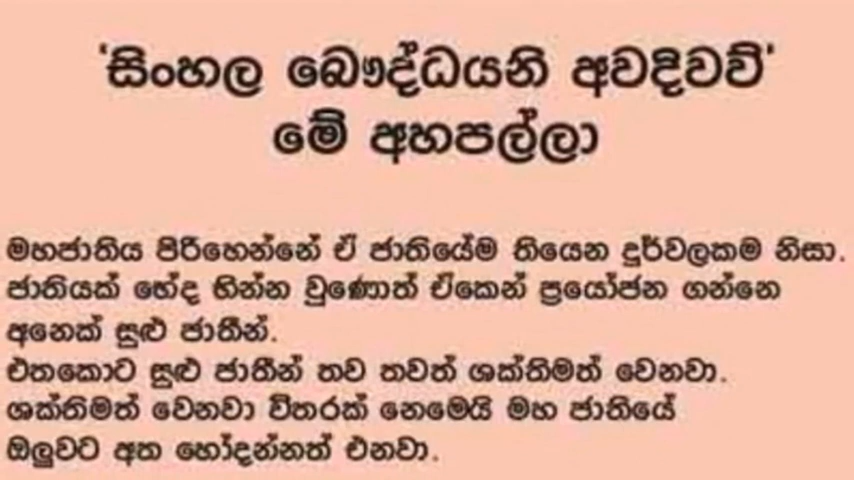 'සිංහල බෞද්ධයනි අවදිවව්'
මේ අහපල්ලා
මහජාතිය පිරිහෙන්නේ ඒ ජාතියේම තියෙන දූර්වලකම නිසා.
ජාතියක් භේද භින්න වුණොත් ඒකෙන් ප්‍රයෝජන ගන්නෙ
අනෙක් සුළු ජාතීන්.
එතකොට සුළු ජාතීන් තව තවත් ශක්තිමත් වෙනවා.
ශක්තිමත් වෙනවා විතරක් නෙමෙයි මහ ජාතියේ
ඔලුවට අත හෝදන්නත් එනවා.